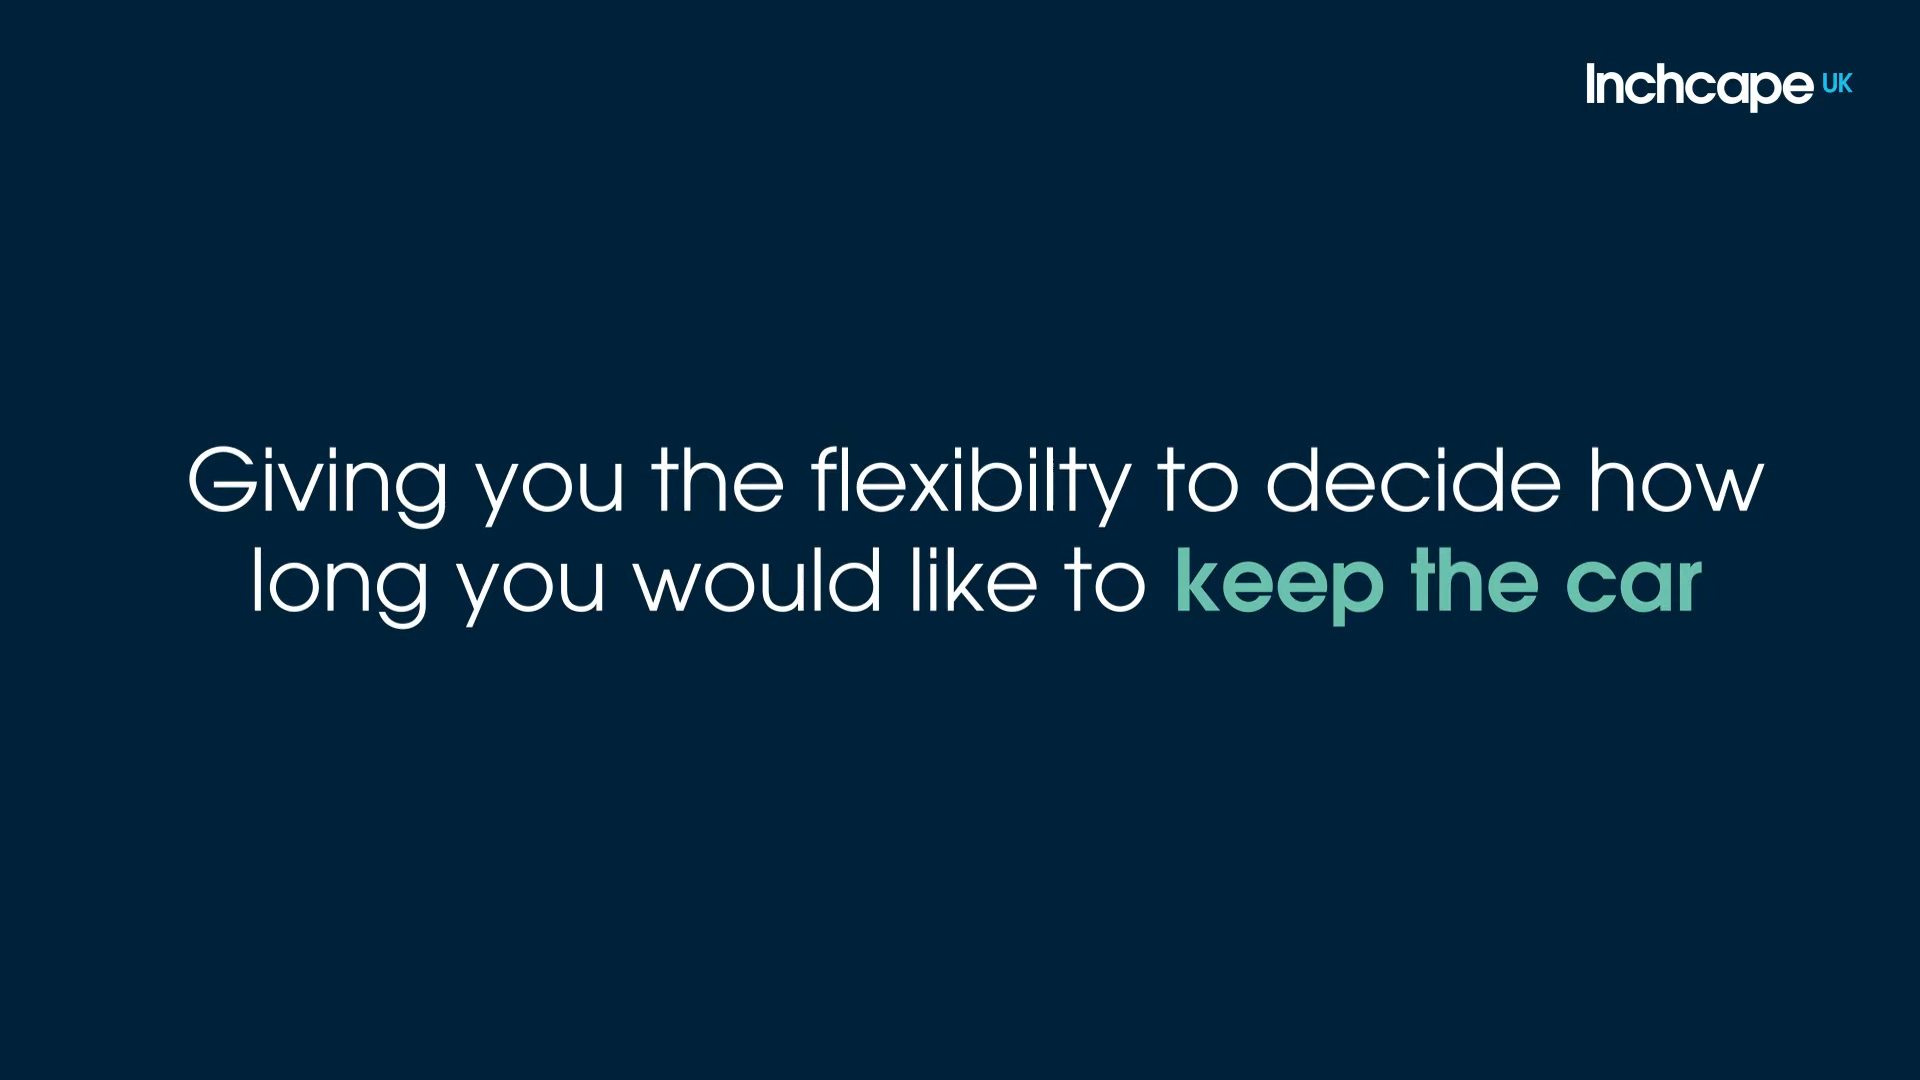 Inchcape UK
Giving you the flexibilty to decide how
long you would like to keep the car